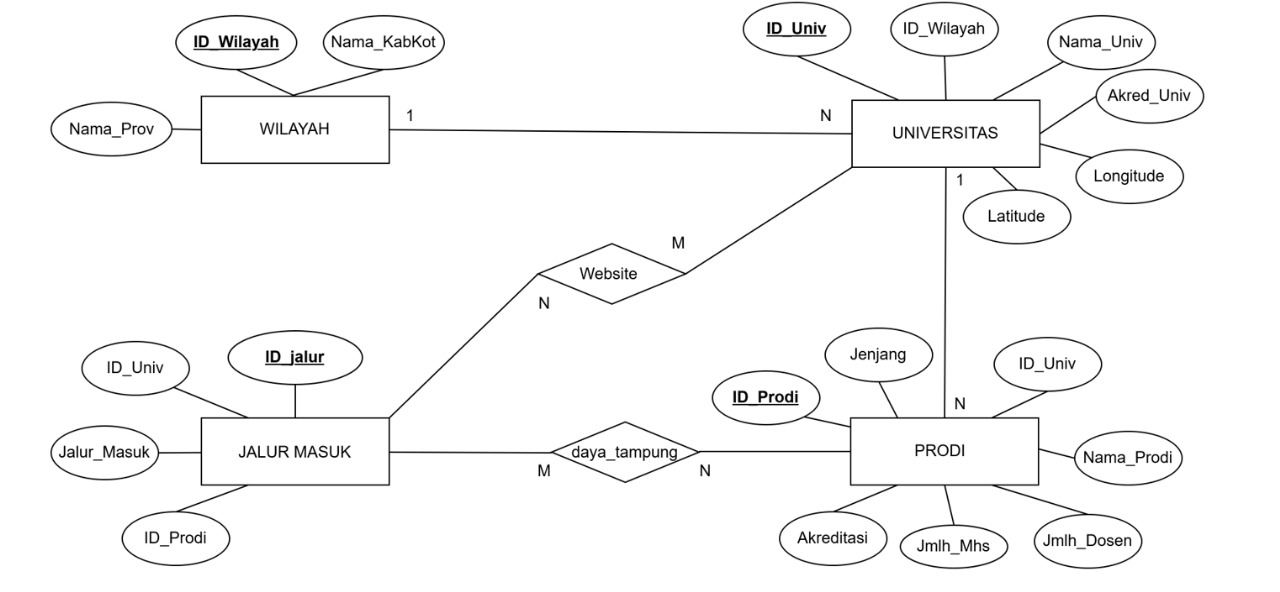 ID_Wilayah
Nama_KabKot
Nama_Prov
WILAYAH
1
N
ID_Univ
ID_Wilayah
Nama_Univ
Akred_Univ
UNIVERSITAS
Longitude
Latitude
1
M
Website
N
ID_Univ
ID_jalur
Jalur_Masuk
JALUR MASUK
ID_Prodi
M
daya_tampung
N
ID_Prodi
Jenjang
ID_Univ
N
PRODI
Nama_Prodi
Akreditasi
Jmlh_Mhs
Jmlh_Dosen